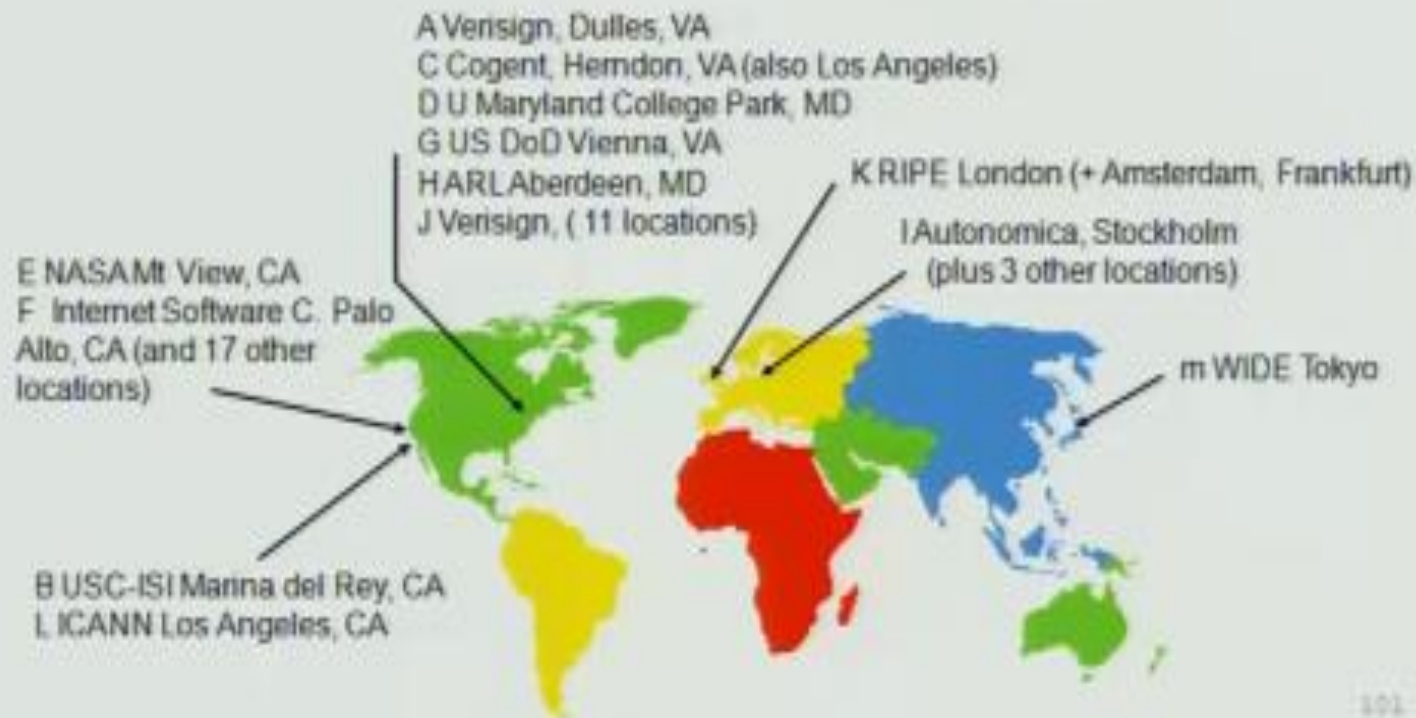 A Verisign, Dulles, VA
C Cogent, Herndon, VA (also Los Angeles)
D U Maryland College Park, MD
G US DoD Vienna, VA
H ARL Aberdeen, MD
J Verisign, ( 11 locations)
K RIPE London (+ Amsterdam, Frankfurt)
I Autonomica, Stockholm
(plus 3 other locations)
E NASA Mt View, CA
F Internet Software C. Palo
Alto, CA (and 17 other
locations)
m WIDE Tokyo
B USC-ISI Marina del Rey, CA
L ICANN Los Angeles, CA
101